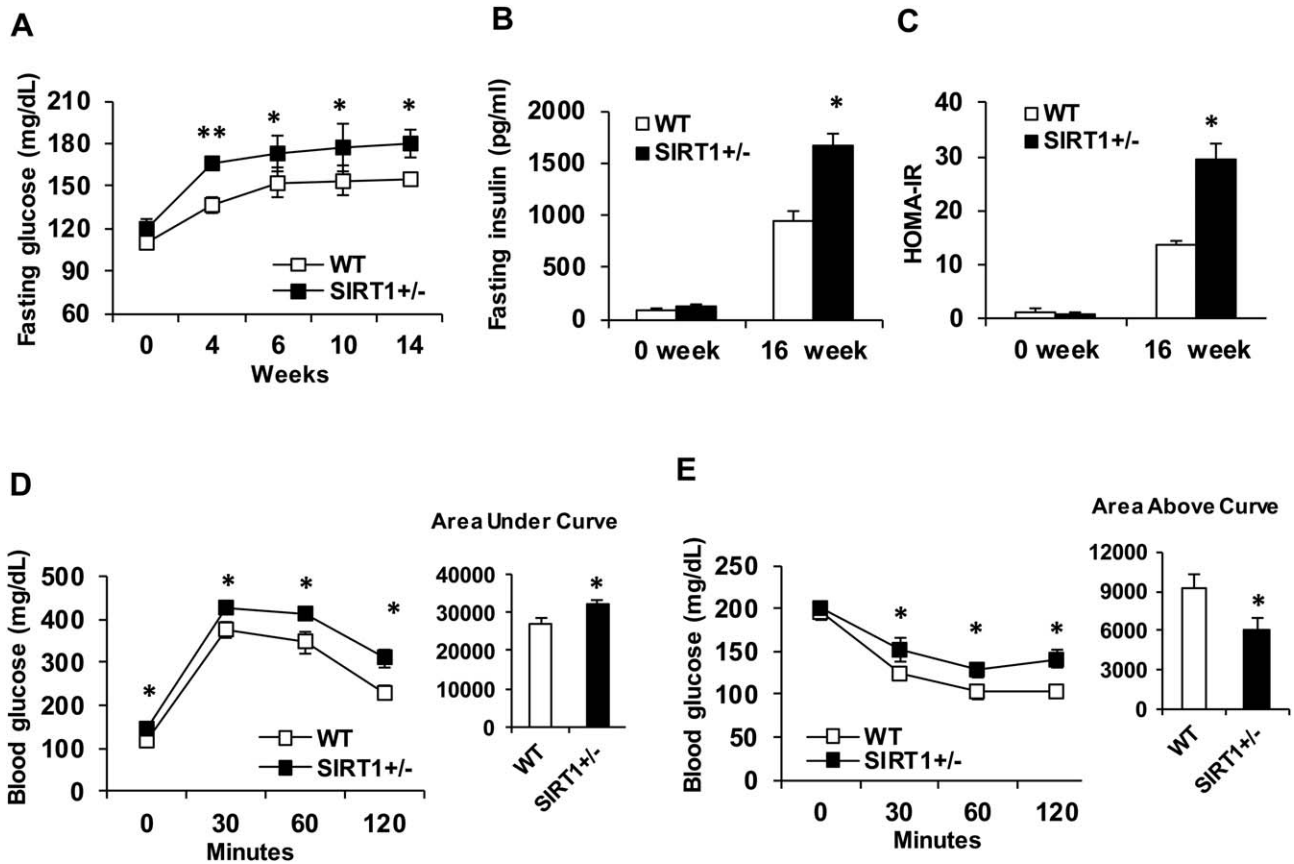 A
Fasting glucose (mg/dL)
210
180
150
120
90
60
**
*
*
*
WT
SIRT1+/-
0 4 6 10 14
Weeks
B
Fasting insulin (pg/ml)
2000
1500
1000
500
0
WT
SIRT1+/-
*
0 week 16 week
C
HOMA-IR
40
30
20
10
0
WT
SIRT1+/-
*
0 week 16 week
D
Blood glucose (mg/dL)
500
400
300
200
100
0
*
*
*
*
WT
SIRT1+/-
0 30 60 120
Minutes
Area Under Curve
40000
30000
20000
10000
0
*
WT
SIRT1+/-
E
Blood glucose (mg/dL)
250
200
150
100
50
0
*
*
*
WT
SIRT1+/-
0 30 60 120
Minutes
Area Above Curve
12000
9000
6000
3000
0
*
WT
SIRT1+/-